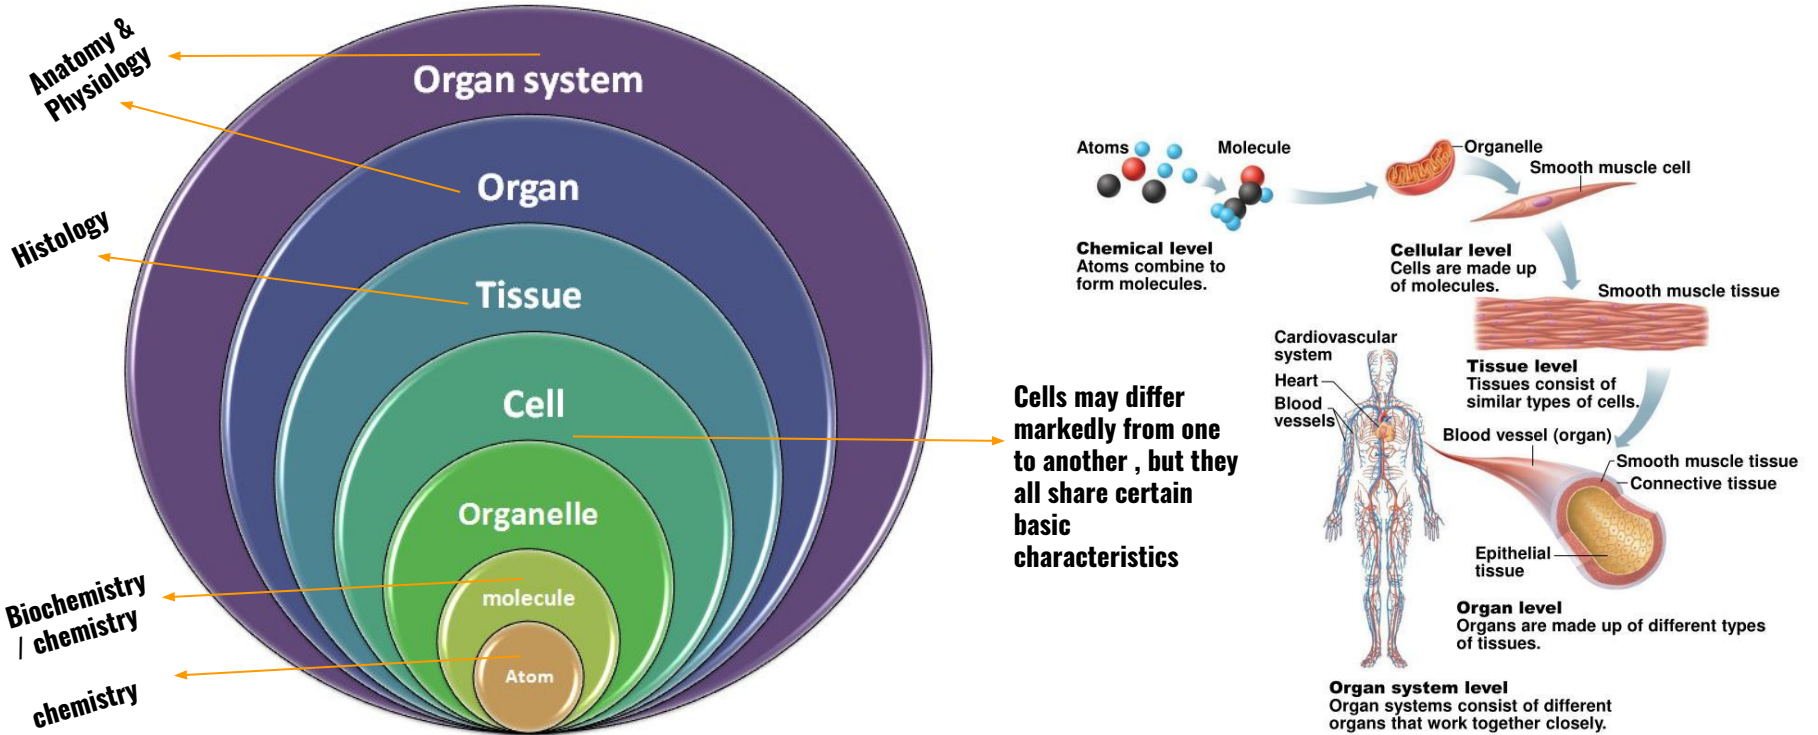 Anatomy &
Physiology
Histology
Biochemistry
/ chemistry
chemistry
Organ system
Organ
Tissue
Cell
Organelle
molecule
Atom
Cells may differ
markedly from one
to another , but they
all share certain
basic
characteristics
Atoms
Molecule
Chemical level
Atoms combine to
form molecules.
Organelle
Smooth muscle cell
Cellular level
Cells are made up
of molecules.
Smooth muscle tissue
Tissue level
Tissues consist of
similar types of cells.
Cardiovascular
system
Heart
Blood
vessels
Blood vessel (organ)
Smooth muscle tissue
Connective tissue
Epithelial
tissue
Organ level
Organs are made up of different types
of tissues.
Organ system level
Organ systems consist of different
organs that work together closely.